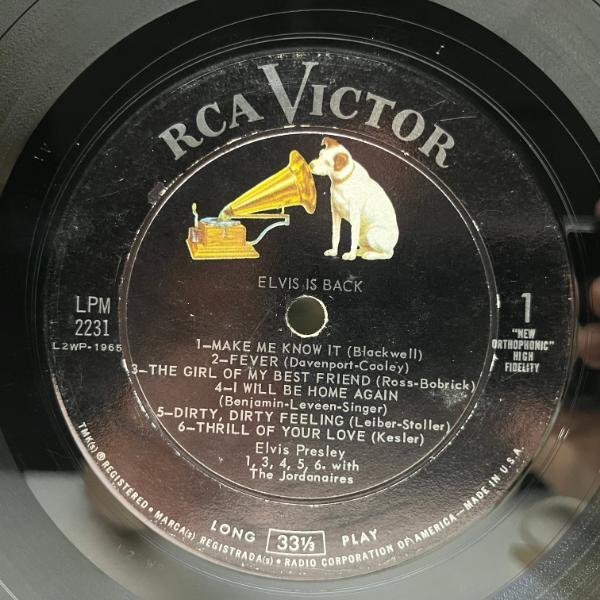 RCA VICTOR
ELVIS IS BACK
LPM
2231
L2WP-1965
1
"NEW
ORTHOPHONIC"
HIGH
FIDELITY
1—MAKE ME KNOW IT (Blackwell)
2—FEVER (Davenport-Cooley)
3—THE GIRL OF MY BEST FRIEND (Ross-Bobrick)
4—I WILL BE HOME AGAIN
(Benjamin-Leveen-Singer)
5—DIRTY, DIRTY FEELING (Leiber-Stoller)
6—THRILL OF YOUR LOVE (Kesler)
Elvis Presley
1, 3, 4, 5, 6. with
The Jordanaires
LONG 33⅓ PLAY
TMK(s) ® REGISTERED • MARCA(s) REGISTRADA(s) • RADIO CORPORATION OF AMERICA—MADE IN U.S.A.